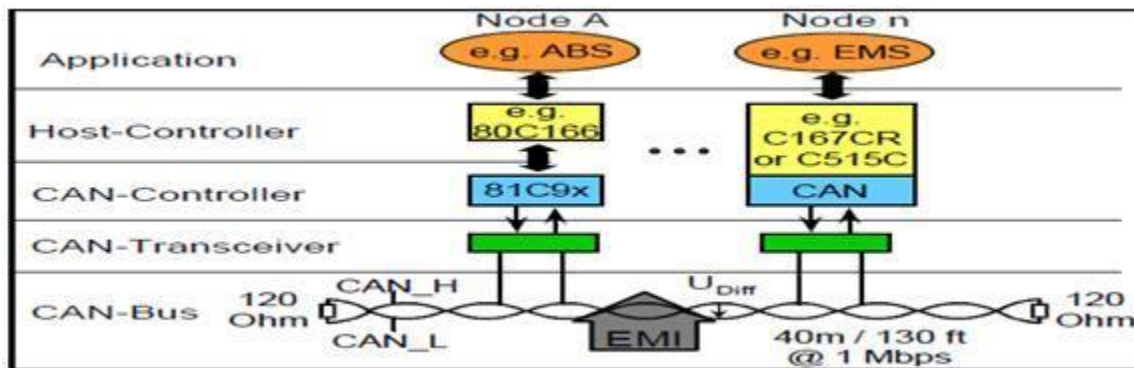 Node A
Node n
Application
e.g. ABS
e.g. EMS
Host-Controller
e.g.
80C166
...
e.g.
C167CR
or C515C
CAN-Controller
81C9x
CAN
CAN-Transceiver
CAN-Bus
120
Ohm
CAN_H
CAN_L
EMI
UDiff
40m / 130 ft
@ 1 Mbps
120
Ohm